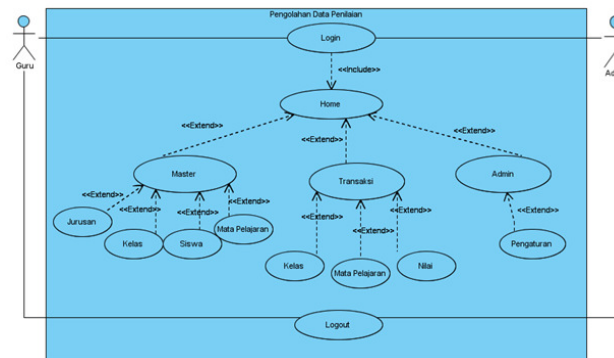 Pengolahan Data Penilaian
Login
Guru
Ad
<<Include>>
Home
<<Extend>>
<<Extend>>
<<Extend>>
Master
Transaksi
Admin
<<Extend>>
<<Extend>>
<<Extend>>
<<Extend>>
<<Extend>>
<<Extend>>
<<Extend>>
<<Extend>>
Jurusan
Kelas
Siswa
Mata Pelajaran
Kelas
Mata Pelajaran
Nilai
Pengaturan
Logout